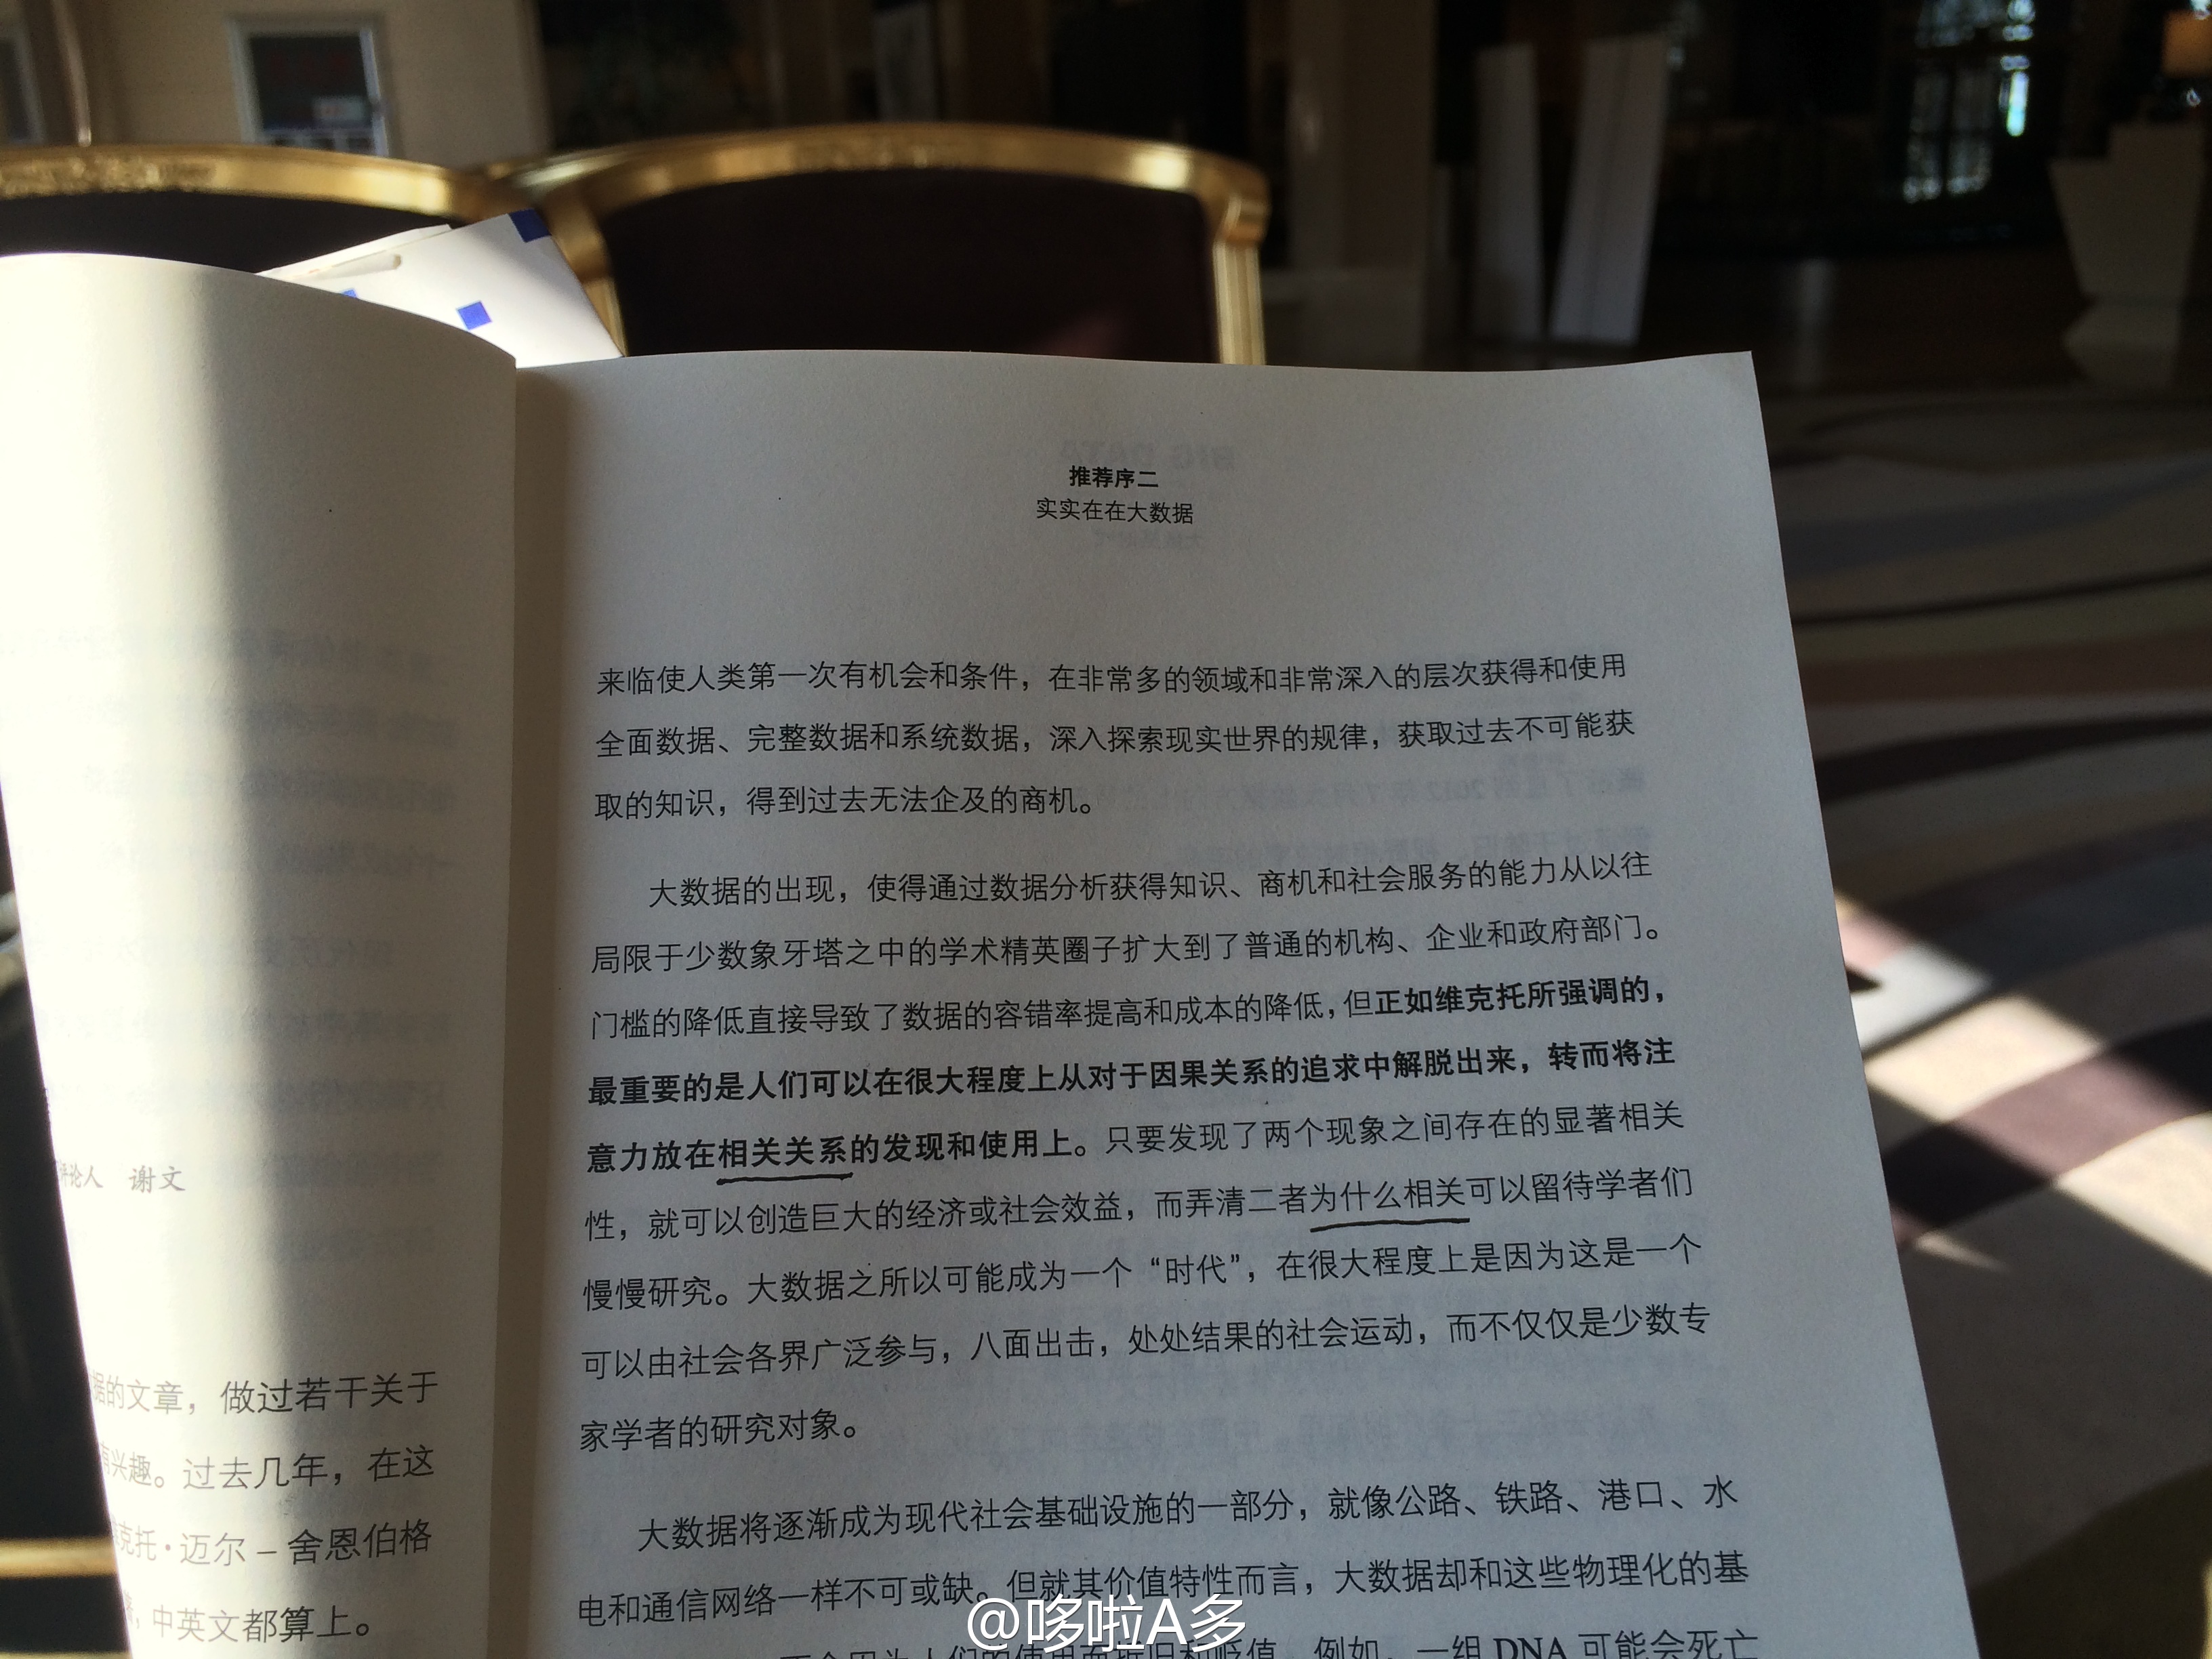 评论人 谢文
据的文章，做过若干关于
有兴趣。过去几年，在这
克托·迈尔－舍恩伯格
，中英文都算上。
推荐序二
实实在在大数据
来临使人类第一次有机会和条件，在非常多的领域和非常深入的层次获得和使用
全面数据、完整数据和系统数据，深入探索现实世界的规律，获取过去不可能获
取的知识，得到过去无法企及的商机。
大数据的出现，使得通过数据分析获得知识、商机和社会服务的能力从以往
局限于少数象牙塔之中的学术精英圈子扩大到了普通的机构、企业和政府部门。
门槛的降低直接导致了数据的容错率提高和成本的降低，但正如维克托所强调的，
最重要的是人们可以在很大程度上从对于因果关系的追求中解脱出来，转而将注
意力放在相关关系的发现和使用上。只要发现了两个现象之间存在的显著相关
性，就可以创造巨大的经济或社会效益，而弄清二者为什么相关可以留待学者们
慢慢研究。大数据之所以可能成为一个“时代”，在很大程度上是因为这是一个
可以由社会各界广泛参与，八面出击，处处结果的社会运动，而不仅仅是少数专
家学者的研究对象。
大数据将逐渐成为现代社会基础设施的一部分，就像公路、铁路、港口、水
电和通信网络一样不可或缺。但就其价值特性而言，大数据却和这些物理化的基
不会因为人们的使用而折旧和贬值。例如，一组 DNA 可能会死亡
@哆啦A多